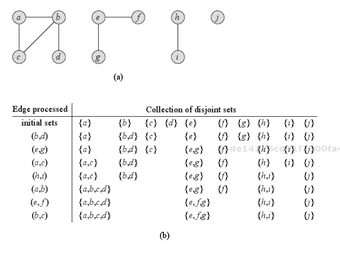 a b e f h j
c d g i
(a)
Edge processed Collection of disjoint sets
initial sets {a} {b} {c} {d} {e} {f} {g} {h} {i} {j}
(b,d) {a} {b,d} {c} {e} {f} {g} {h} {i} {j}
(e,g) {a} {b,d} {c} {e,g} {f} {h} {i} {j}
(a,c) {a,c} {b,d} {e,g} {f} {h} {i} {j}
(h,i) {a,c} {b,d} {e,g} {f} {h,i} {j}
(a,b) {a,b,c,d} {e,g} {f} {h,i} {j}
(e,f) {a,b,c,d} {e,f,g} {h,i} {j}
(b,c) {a,b,c,d} {e,f,g} {h,i} {j}
(b)